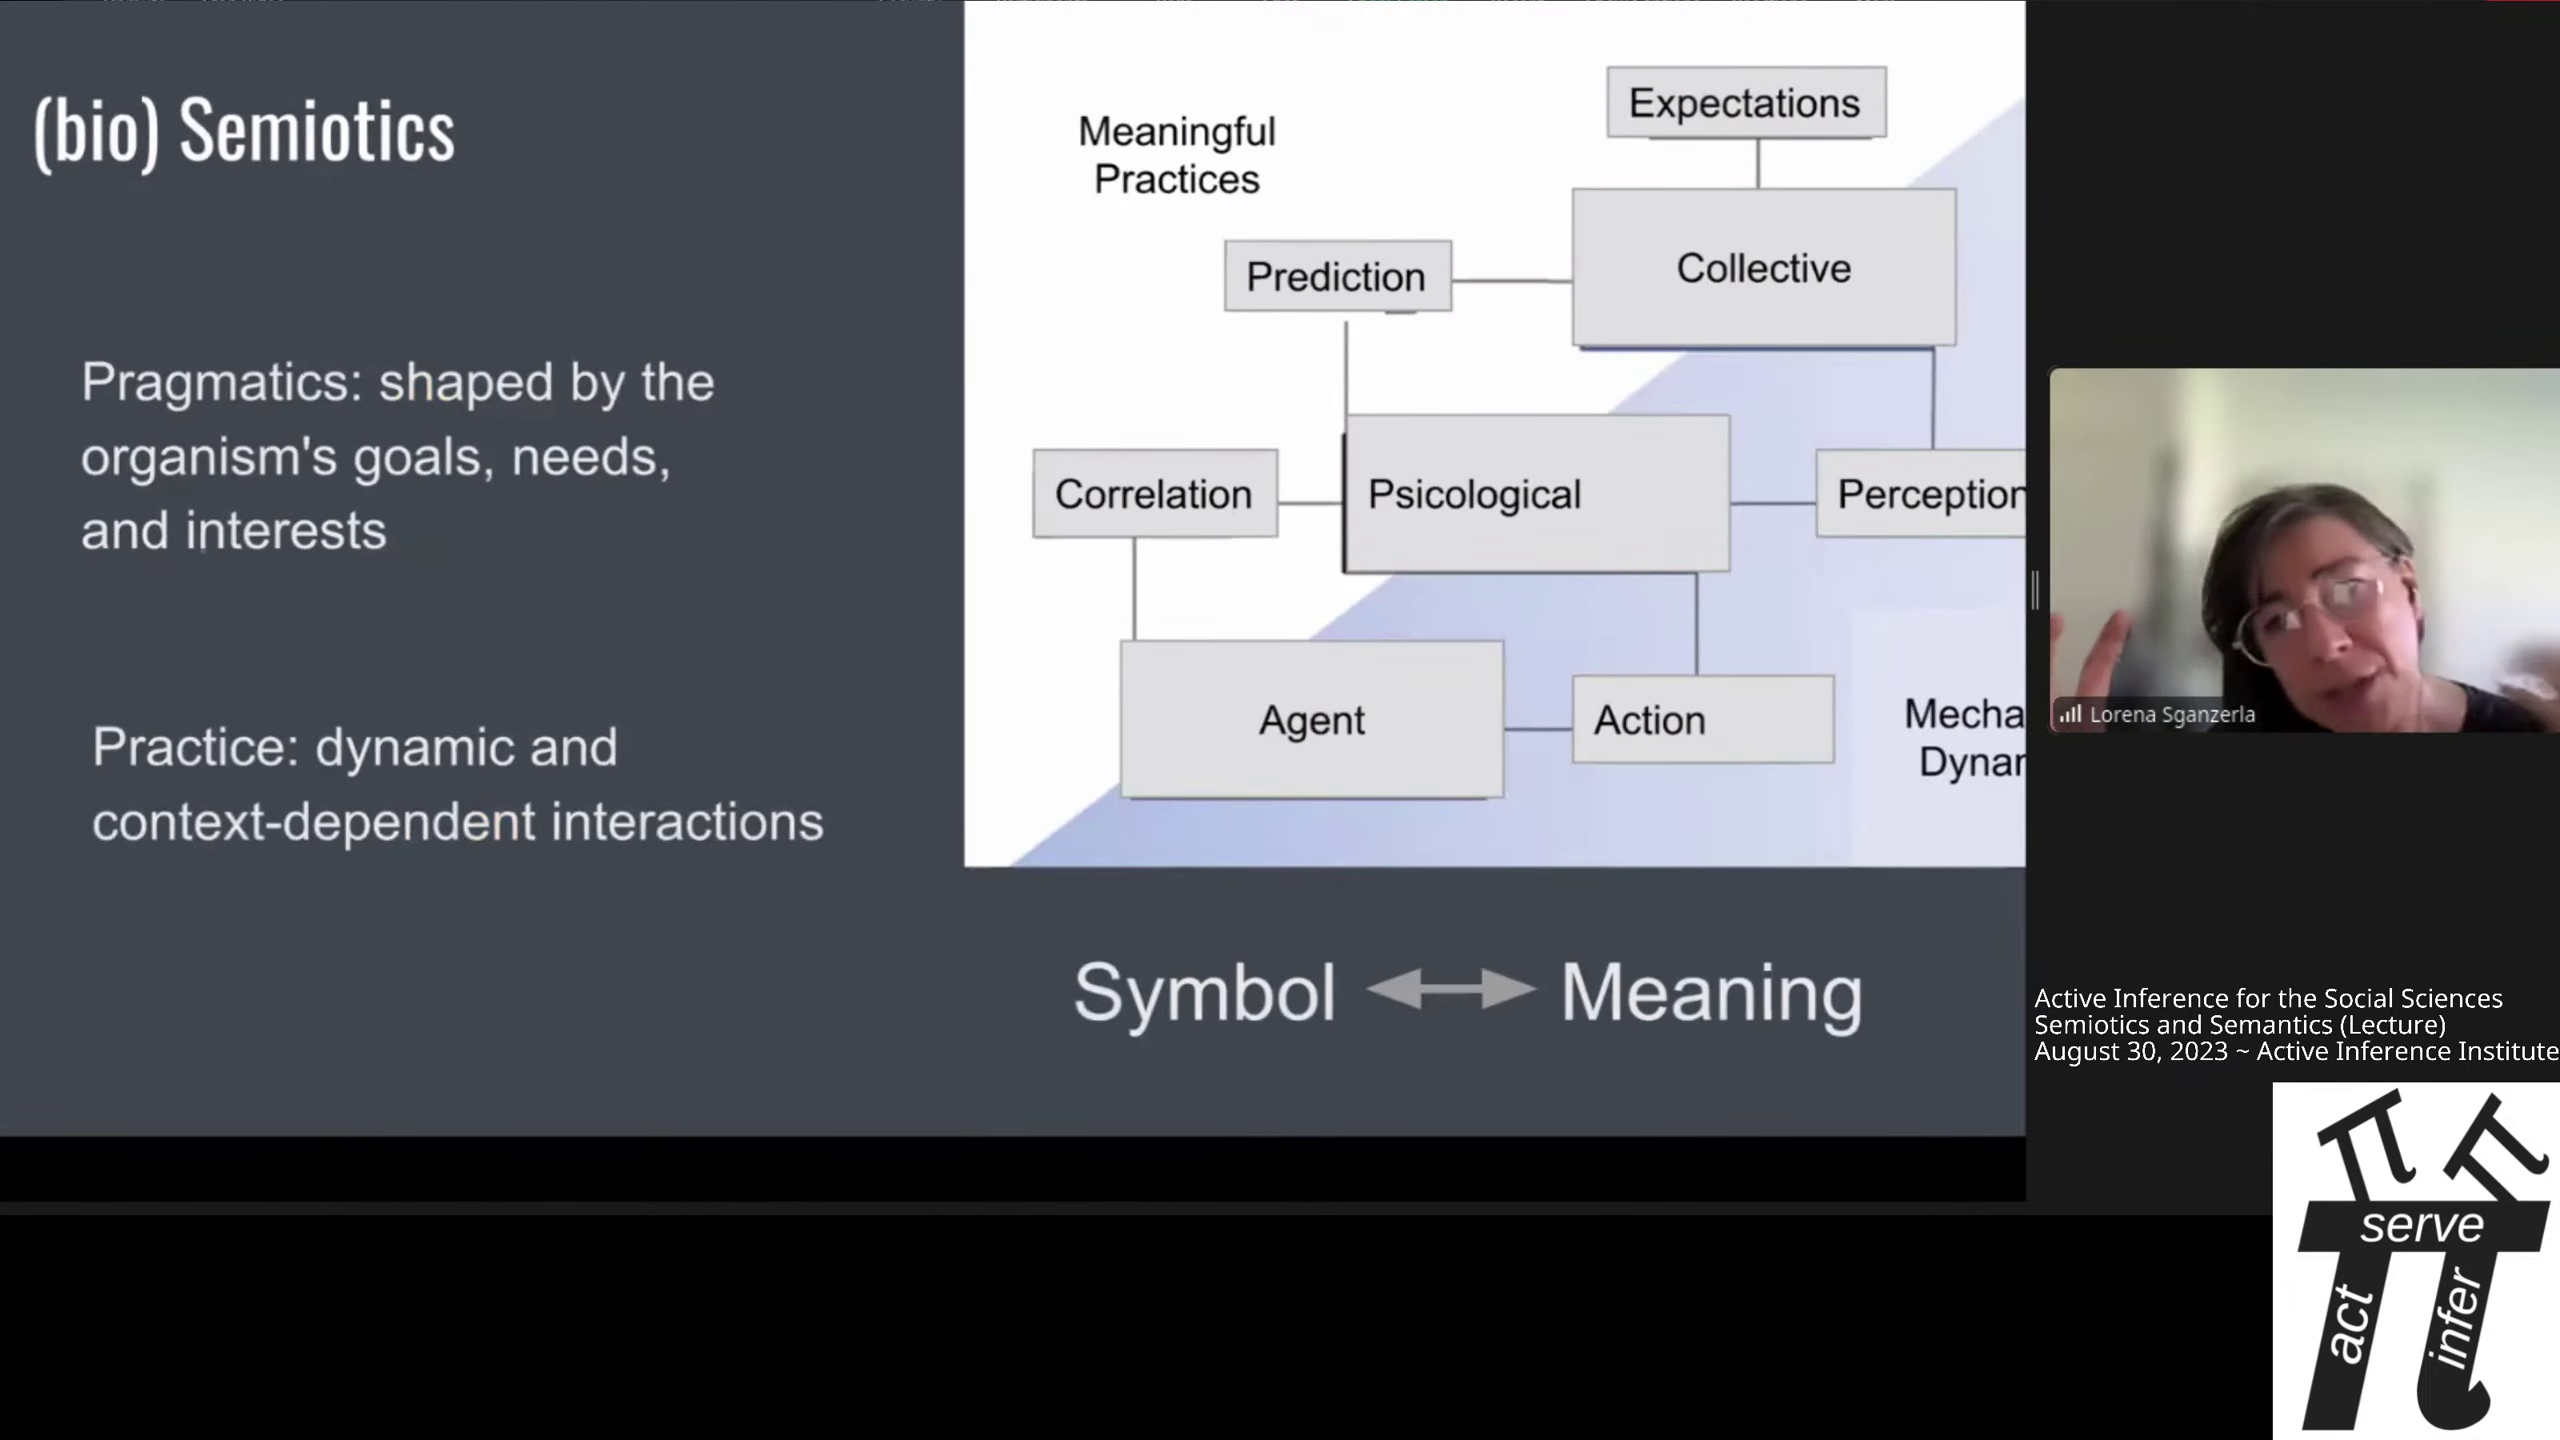 (bio) Semiotics
Pragmatics: shaped by the
organism's goals, needs,
and interests
Practice: dynamic and
context-dependent interactions
Meaningful
Practices
Expectations
Collective
Prediction
Correlation
Psicological
Perception
Agent
Action
Mecha
Dynar
Symbol
Meaning
Lorena Sganzerla
Active Inference for the Social Sciences
Semiotics and Semantics (Lecture)
August 30, 2023 ~ Active Inference Institute
serve
act
infer